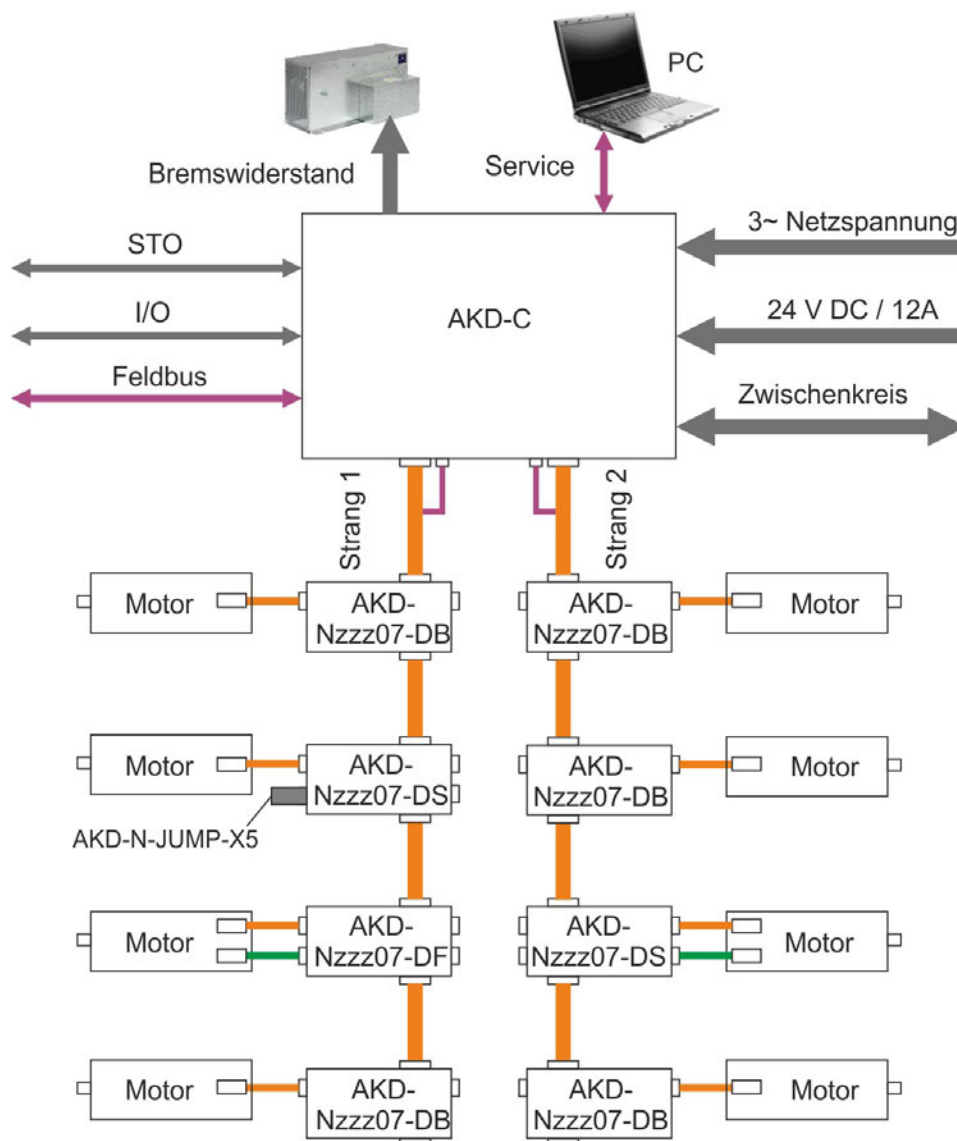 PC
Bremswiderstand
Service
3~ Netzspannung
STO
24 V DC / 12A
I/O
AKD-C
Feldbus
Zwischenkreis
Strang 1
Strang 2
Motor
AKD-
Nzzz07-DB
AKD-
Nzzz07-DB
Motor
Motor
AKD-
Nzzz07-DS
AKD-
Nzzz07-DB
Motor
AKD-N-JUMP-X5
Motor
AKD-
Nzzz07-DF
AKD-
Nzzz07-DS
Motor
Motor
AKD-
Nzzz07-DB
AKD-
Nzzz07-DB
Motor